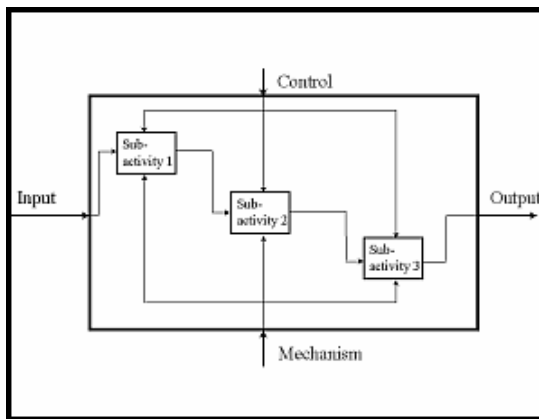 Control
Sub-
activity 1
Input
Sub-
activity 2
Output
Sub-
activity 3
Mechanism